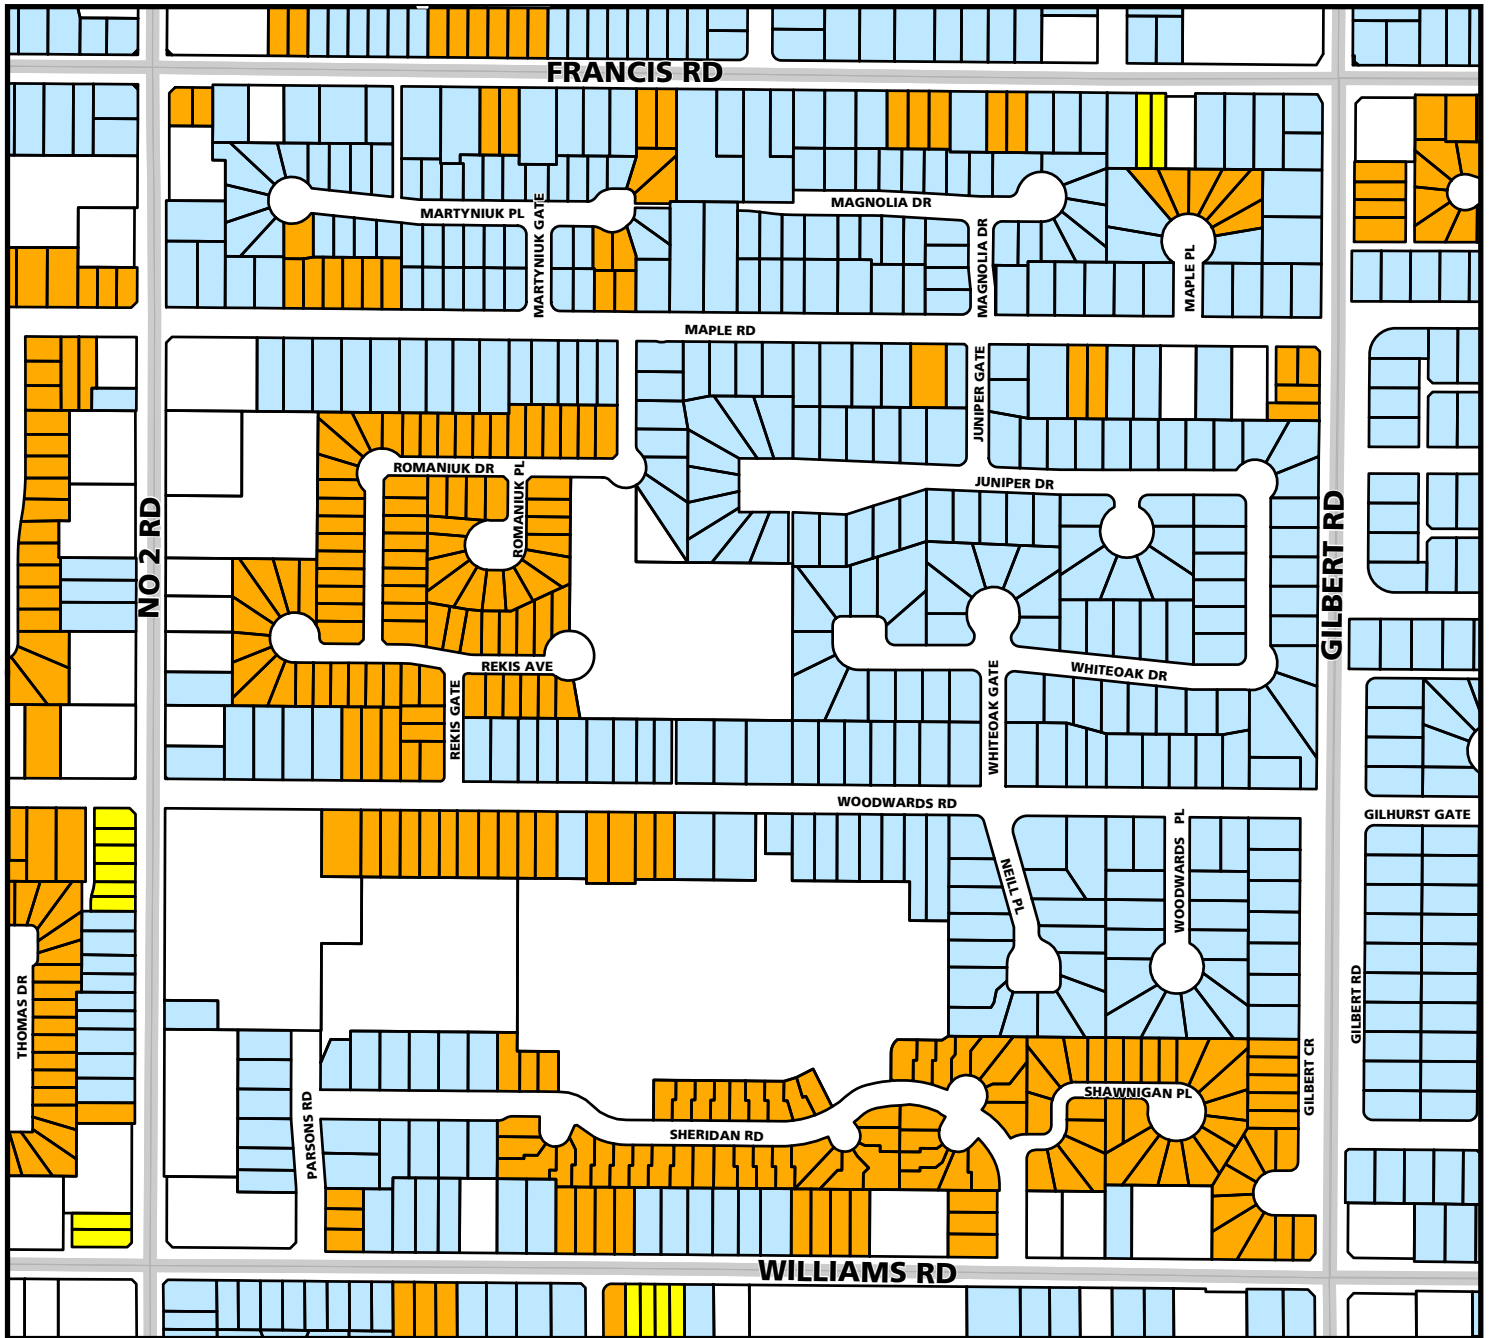 FRANCIS RD
MARTYNIUK PL
MARTYNIUK GATE
MAGNOLIA DR
MAGNOLIA DR
MAPLE PL
MAPLE RD
JUNIPER GATE
ROMANIUK DR
ROMANIUK PL
JUNIPER DR
NO 2 RD
GILBERT RD
REKIS AVE
REKIS GATE
WHITEOAK GATE
WHITEOAK DR
WOODWARDS RD
GILHURST GATE
NEILL PL
WOODWARDS PL
THOMAS DR
GILBERT RD
GILBERT CR
PARSONS RD
SHAWNIGAN PL
SHERIDAN RD
WILLIAMS RD